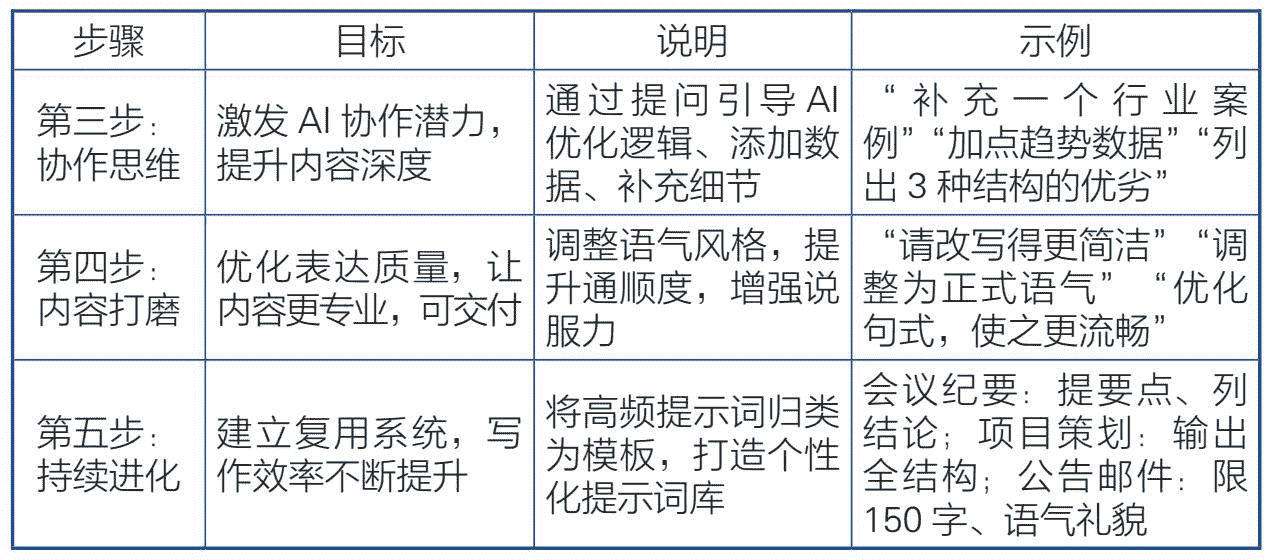 步骤
目标
说明
示例
第三步：
协作思维
激发 AI 协作潜力，
提升内容深度
通过提问引导 AI
优化逻辑、添加数
据、补充细节
“补充一个行业案
例”“加点趋势数据”“列
出 3 种结构的优劣”
第四步：
内容打磨
优化表达质量，让
内容更专业，可交付
调整语气风格，提
升通顺度，增强说
服力
“请改写得更简洁”“调
整为正式语气”“优化
句式，使之更流畅”
第五步：
持续进化
建立复用系统，写
作效率不断提升
将高频提示词归类
为模板，打造个性
化提示词库
会议纪要：提要点、列
结论；项目策划：输出
全结构；公告邮件：限
150 字、语气礼貌